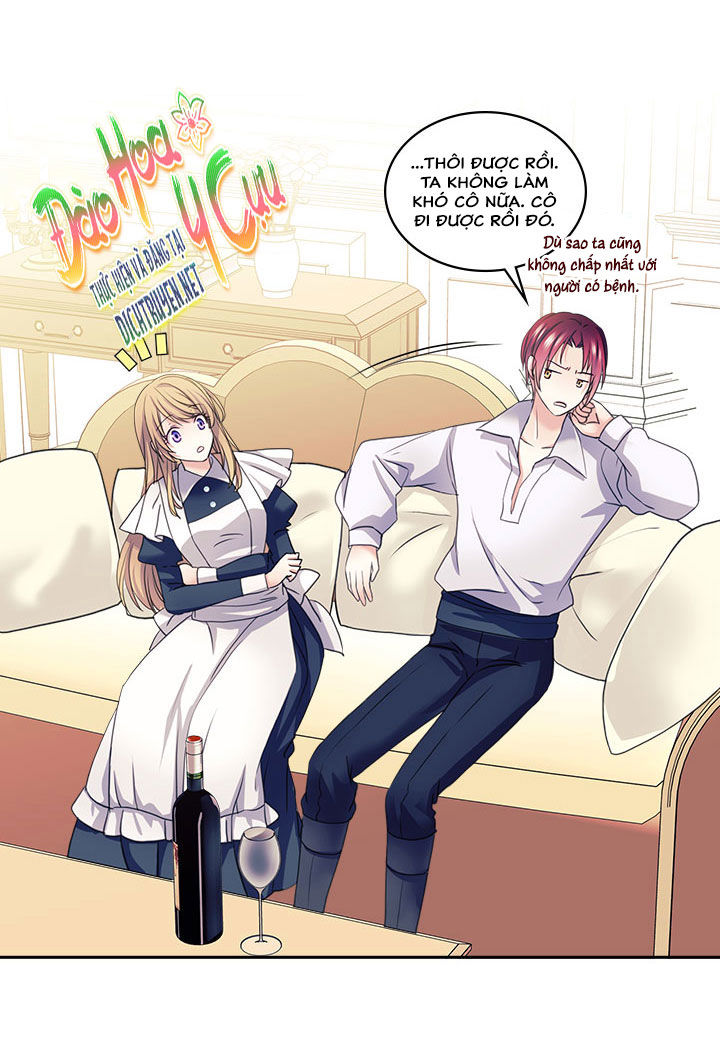 Đào Hoa
Y Cựu
THỰC HIỆN VÀ ĐĂNG TẠI
DICHTRUYEN.NET
...THÔI ĐƯỢC RỒI.
TA KHÔNG LÀM
KHÓ CÔ NỮA. CÔ
ĐI ĐƯỢC RỒI ĐÓ.
Dù sao ta cũng
không chấp nhất với
người có bệnh.